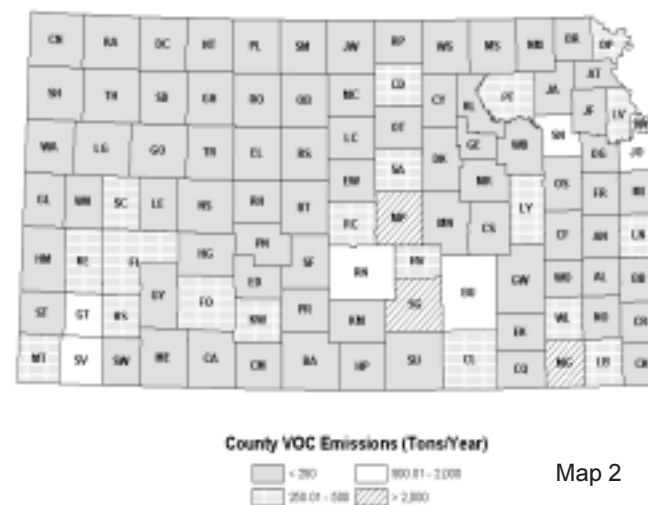 CN RA DC NT PL SM JW RP WS MS NM BR DP
SH TH SD GH RO OB MC CD CY RL PT JA AT
WA LG GO TR EL RS LC OT GE WB SN JF LV
GL WH SC LE NS RH BT EW SA DK MR LY OS DG JO
HM KE FI HG PN RC MP MN CS CF FR MI
ST GT HS GY FO ED SF RN HV BU GW WO AN LN
MT SV SW ME CA KW PR KM SG EK WL AL BB
CM BA HP SU CL CQ MG NO CR
LB CK
County VOC Emissions (Tons/Year)
< 250 500.01 - 2,000
250.01 - 500 > 2,000
Map 2